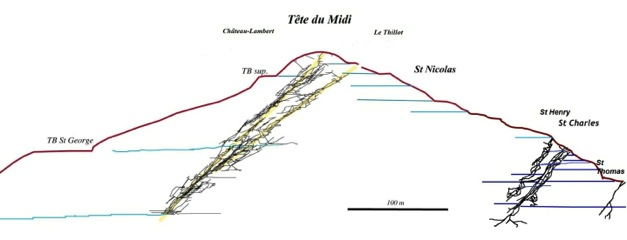 Tête du Midi
Château-Lambert
Le Thillot
TB sup.
St Nicolas
St Henry
St Charles
TB St George
St
Thomas
100 m